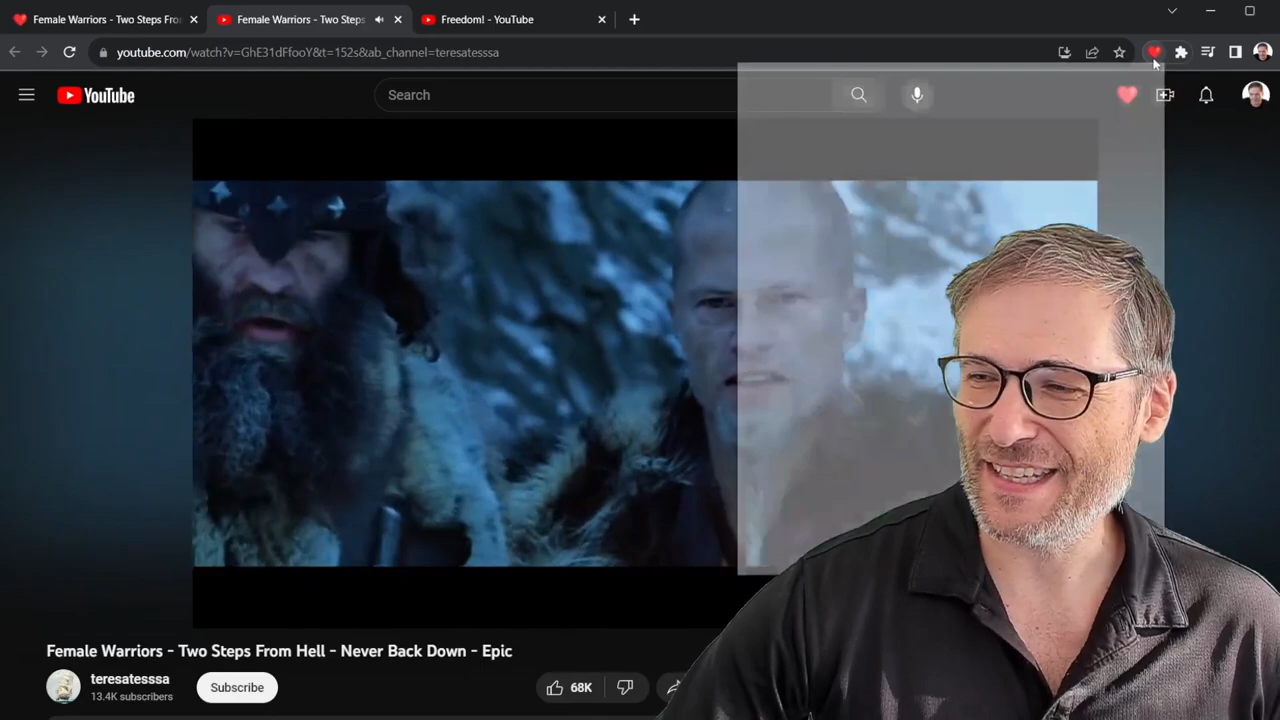 Female Warriors - Two Steps Fro
Female Warriors - Two Steps
Freedom! - YouTube
youtube.com/watch?v=GhE31dFfooY&t=152s&ab_channel=teresatesssa
YouTube
Search
Female Warriors - Two Steps From Hell - Never Back Down - Epic
teresatesssa
13.4K subscribers
Subscribe
68K